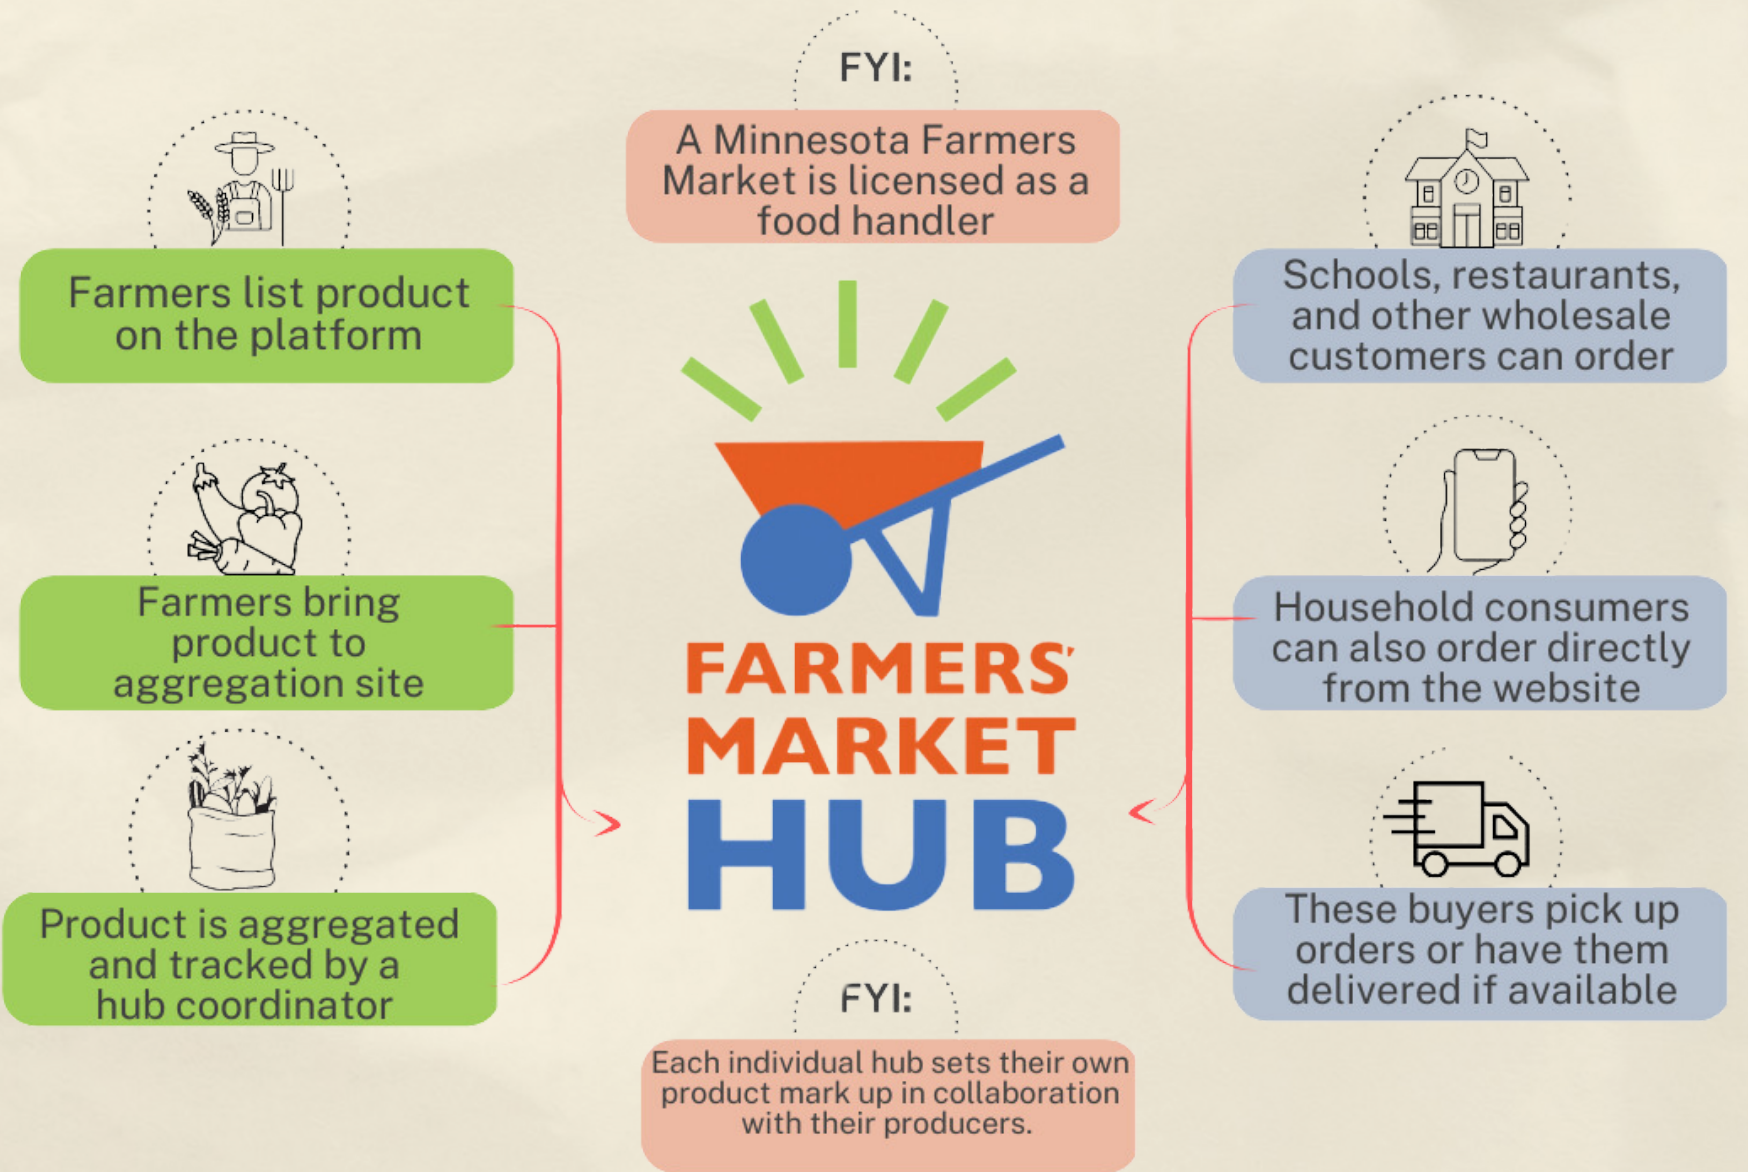 FYI:
A Minnesota Farmers
Market is licensed as a
food handler
Farmers list product
on the platform
Farmers bring
product to
aggregation site
Product is aggregated
and tracked by a
hub coordinator
FARMERS'
MARKET
HUB
Schools, restaurants,
and other wholesale
customers can order
Household consumers
can also order directly
from the website
These buyers pick up
orders or have them
delivered if available
FYI:
Each individual hub sets their own
product mark up in collaboration
with their producers.